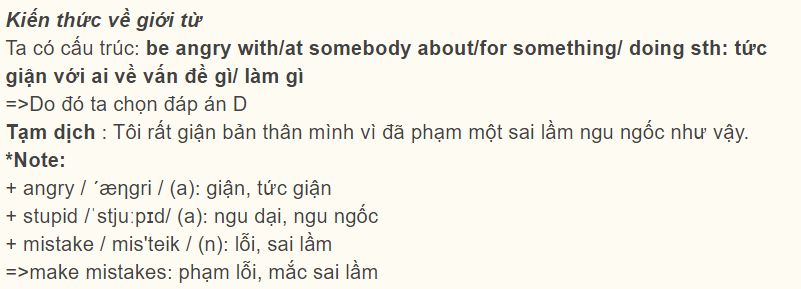 Kiến thức về giới từ
Ta có cấu trúc: be angry with/at somebody about/for something/ doing sth: tức
giận với ai về vấn đề gì/ làm gì
=>Do đó ta chọn đáp án D
Tạm dịch : Tôi rất giận bản thân mình vì đã phạm một sai lầm ngu ngốc như vậy.
*Note:
+ angry / ´æηgri / (a): giận, tức giận
+ stupid /ˈstjuːpɪd/ (a): ngu dại, ngu ngốc
+ mistake / mis'teik / (n): lỗi, sai lầm
=>make mistakes: phạm lỗi, mắc sai lầm